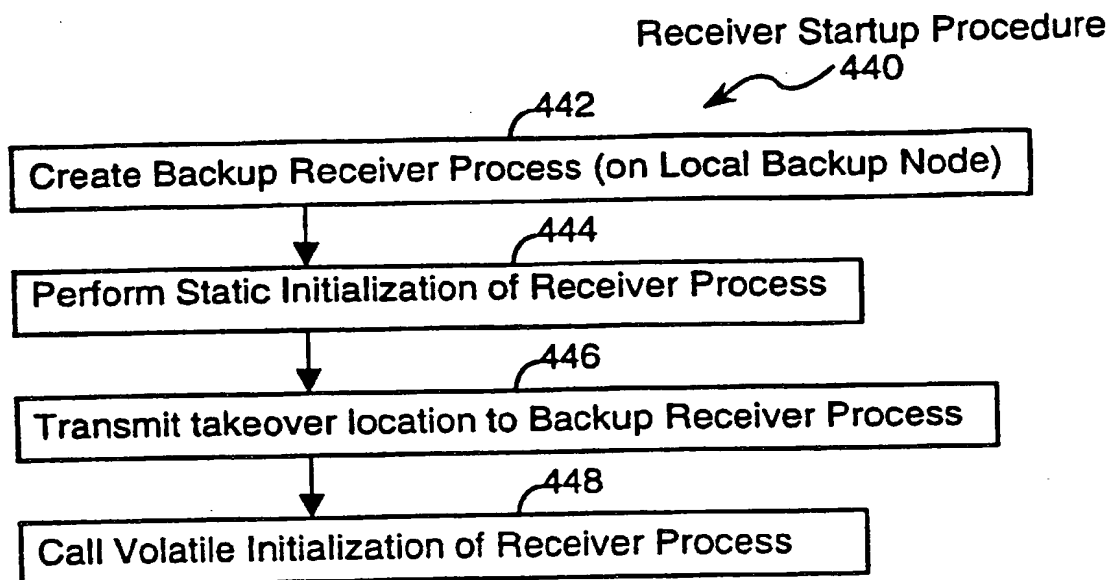 Receiver Startup Procedure
440
442
Create Backup Receiver Process (on Local Backup Node)
444
Perform Static Initialization of Receiver Process
446
Transmit takeover location to Backup Receiver Process
448
Call Volatile Initialization of Receiver Process